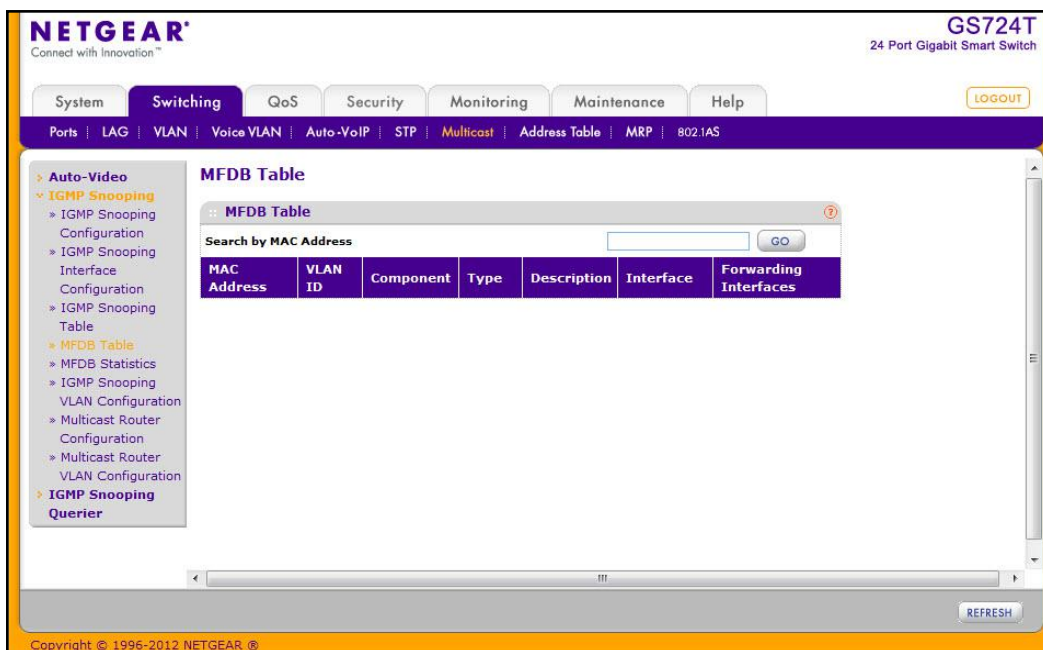 NETGEAR®
Connect with Innovation™
GS724T
24 Port Gigabit Smart Switch
System
Switching
QoS
Security
Monitoring
Maintenance
Help
LOGOUT
Ports | LAG | VLAN | Voice VLAN | Auto-VoIP | STP | Multicast | Address Table | MRP | 802.1AS
Auto-Video
IGMP Snooping
» IGMP Snooping
Configuration
» IGMP Snooping
Interface
Configuration
» IGMP Snooping
Table
» MFDB Table
» MFDB Statistics
» IGMP Snooping
VLAN Configuration
» Multicast Router
Configuration
» Multicast Router
VLAN Configuration
IGMP Snooping
Querier
MFDB Table
MFDB Table
?
Search by MAC Address
GO
MAC
Address
VLAN
ID
Component
Type
Description
Interface
Forwarding
Interfaces
REFRESH
Copyright © 1996-2012 NETGEAR ®